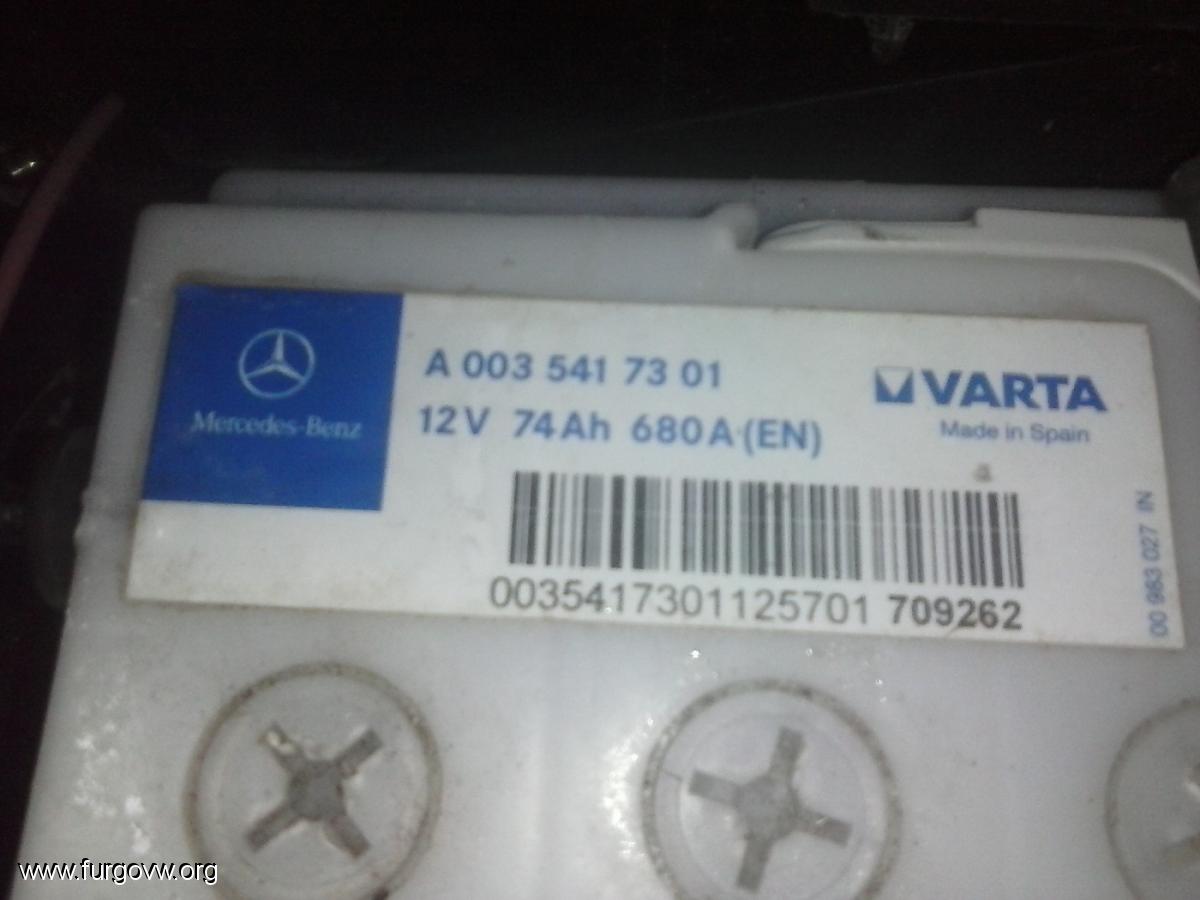 Mercedes-Benz
A 003 541 73 01
12V 74Ah 680A (EN)
VARTA
Made in Spain
0035417301125701 709262
00 983 027 IN
www.furgovw.org